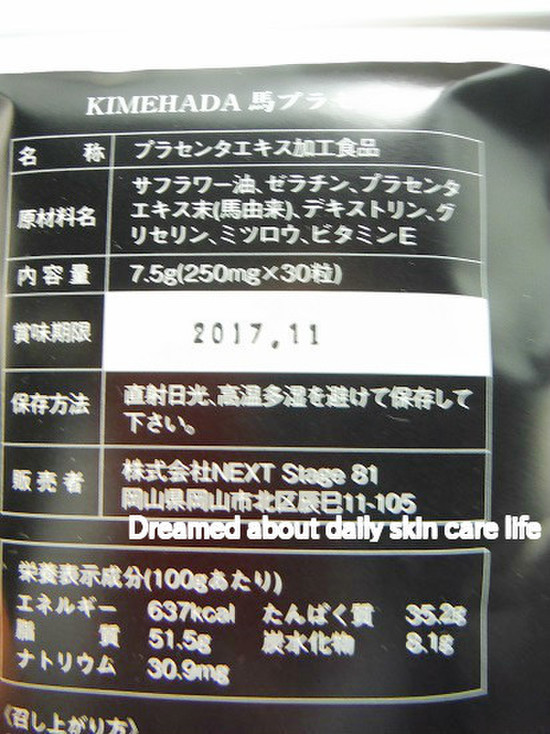 KIMEHADA 馬プラ
名 称 プラセンタエキス加工食品
原材料名 サフラワー油、ゼラチン、プラセンタ
エキス末(馬由来)、デキストリン、グ
リセリン、ミツロウ、ビタミンE
内容量 7.5g(250mg×30粒)
賞味期限 2017.11
保存方法 直射日光、高温多湿を避けて保存して
下さい。
販売者 株式会社NEXT Stage 81
岡山県岡山市北区辰巳11-105
Dreamed about daily skin care life
栄養表示成分(100gあたり)
エネルギー 637kcal たんぱく質 35.2g
脂 質 51.5g 炭水化物 8.1g
ナトリウム 30.9mg
《召し上がり方》